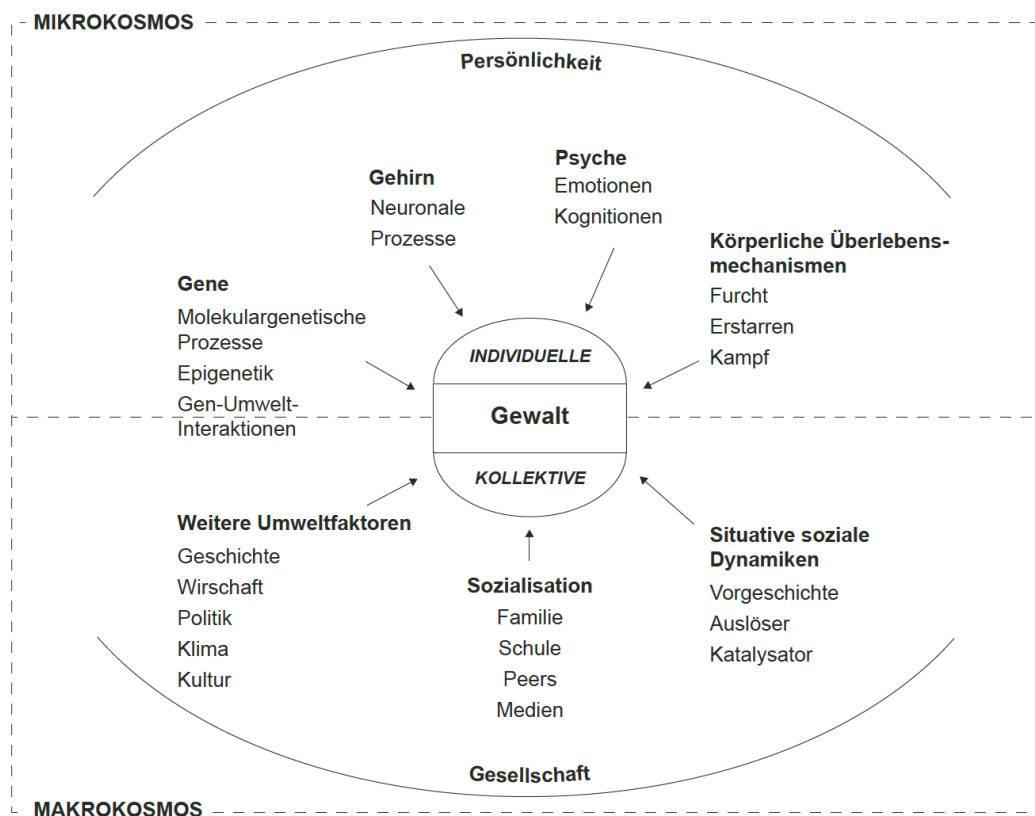 MIKROKOSMOS
Persönlichkeit
Psyche
Emotionen
Kognitionen
Gehirn
Neuronale
Prozesse
Körperliche Überlebens-
mechanismen
Furcht
Erstarren
Kampf
Gene
Molekulargenetische
Prozesse
Epigenetik
Gen-Umwelt-
Interaktionen
INDIVIDUELLE
Gewalt
KOLLEKTIVE
Weitere Umweltfaktoren
Geschichte
Wirschaft
Politik
Klima
Kultur
Sozialisation
Familie
Schule
Peers
Medien
Situative soziale
Dynamiken
Vorgeschichte
Auslöser
Katalysator
Gesellschaft
MAKROKOSMOS